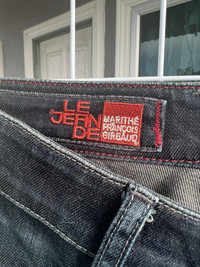 LE
JEAN
DE
MARITHÉ
FRANÇOIS
GIRBAUD